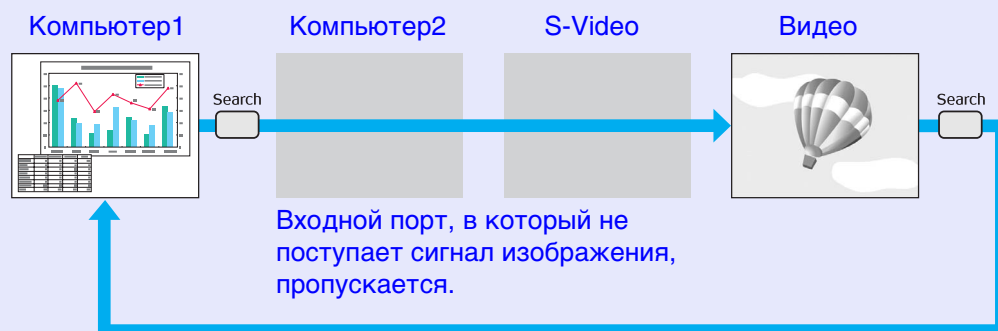 Компьютер1
Компьютер2
S-Video
Видео
Search
Search
Входной порт, в который не
поступает сигнал изображения,
пропускается.